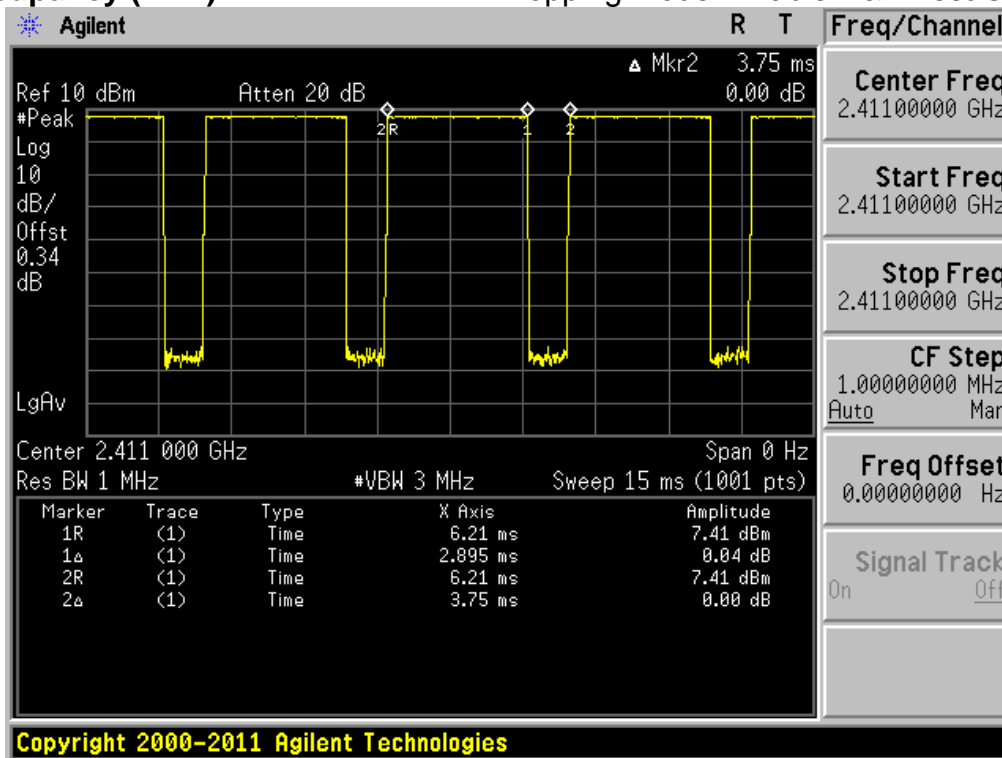 Agilent R T
Freq/Channel
▵ Mkr2 3.75 ms
Ref 10 dBm Atten 20 dB 0.00 dB
#Peak
Log
10
dB/
Offst
0.34
dB
LgAv
2R 1 2
Center 2.411 000 GHz Span 0 Hz
Res BW 1 MHz #VBW 3 MHz Sweep 15 ms (1001 pts)
Marker Trace Type X Axis Amplitude
1R (1) Time 6.21 ms 7.41 dBm
1▵ (1) Time 2.895 ms 0.04 dB
2R (1) Time 6.21 ms 7.41 dBm
2▵ (1) Time 3.75 ms 0.00 dB
Center Freq
2.41100000 GHz
Start Freq
2.41100000 GHz
Stop Freq
2.41100000 GHz
CF Step
1.00000000 MHz
Auto Man
Freq Offset
0.00000000 Hz
Signal Track
On Off
Copyright 2000-2011 Agilent Technologies